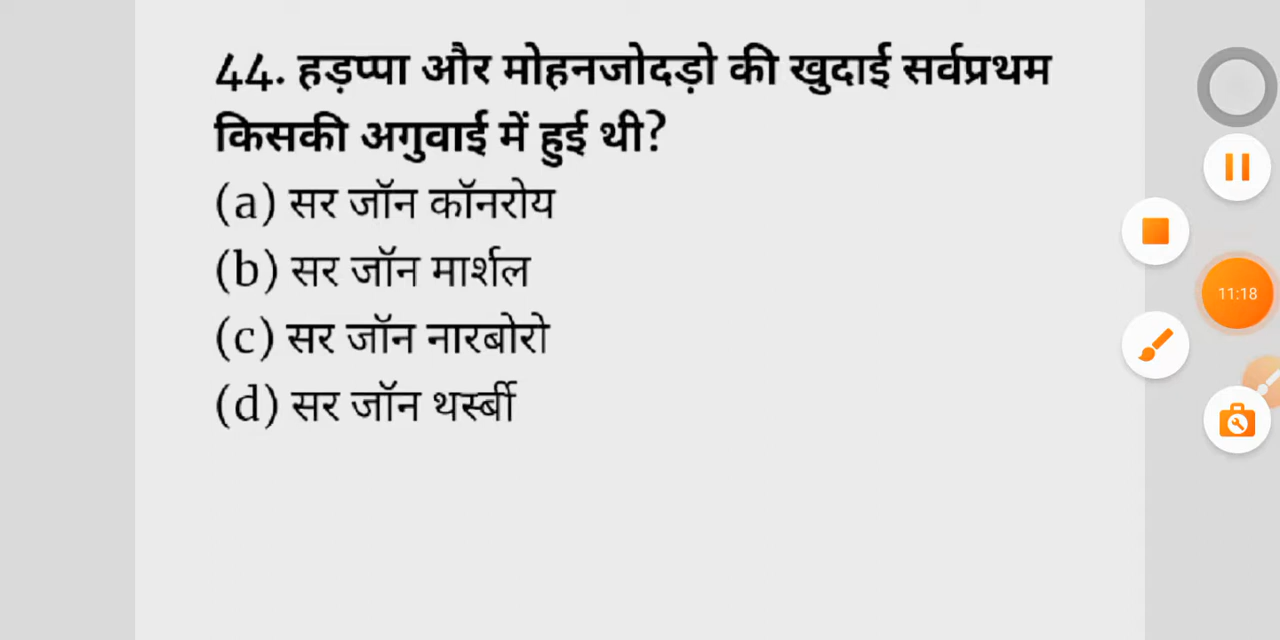 44. हड़प्पा और मोहनजोदड़ो की खुदाई सर्वप्रथम
किसकी अगुवाई में हुई थी?
(a) सर जॉन कॉनरोय
(b) सर जॉन मार्शल
(c) सर जॉन नारबोरो
(d) सर जॉन थर्स्बी
11:18